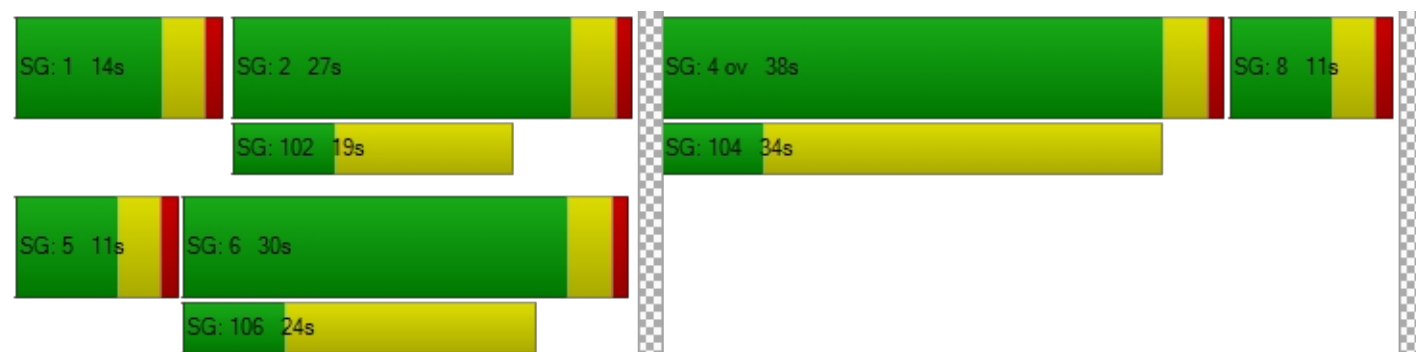 SG: 1 14s
SG: 2 27s
SG: 4 ov 38s
SG: 8 11s
SG: 102 19s
SG: 104 34s
SG: 5 11s
SG: 6 30s
SG: 106 24s